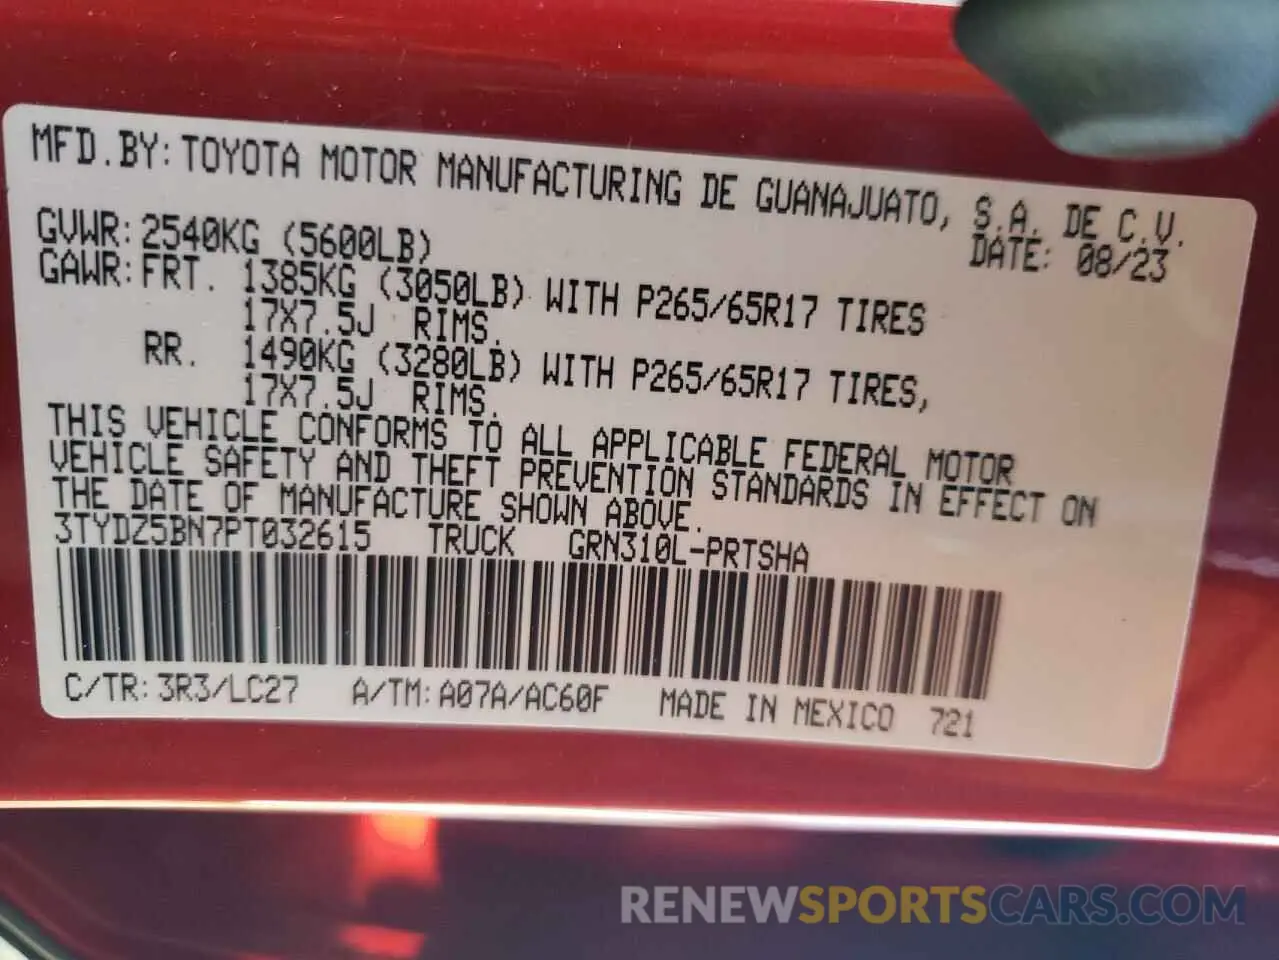 MFD.BY: TOYOTA MOTOR MANUFACTURING DE GUANAJUATO, S.A. DE C.V.
GVWR: 2540KG (5600LB) DATE: 08/23
GAWR: FRT. 1385KG (3050LB) WITH P265/65R17 TIRES
17X7.5J RIMS.
RR. 1490KG (3280LB) WITH P265/65R17 TIRES,
17X7.5J RIMS.
THIS VEHICLE CONFORMS TO ALL APPLICABLE FEDERAL MOTOR
VEHICLE SAFETY AND THEFT PREVENTION STANDARDS IN EFFECT ON
THE DATE OF MANUFACTURE SHOWN ABOVE.
3TYDZ5BN7PT032615 TRUCK GRN310L-PRTSHA
C/TR: 3R3/LC27 A/TM: A07A/AC60F MADE IN MEXICO 721
RENEWSPORTSCARS.COM